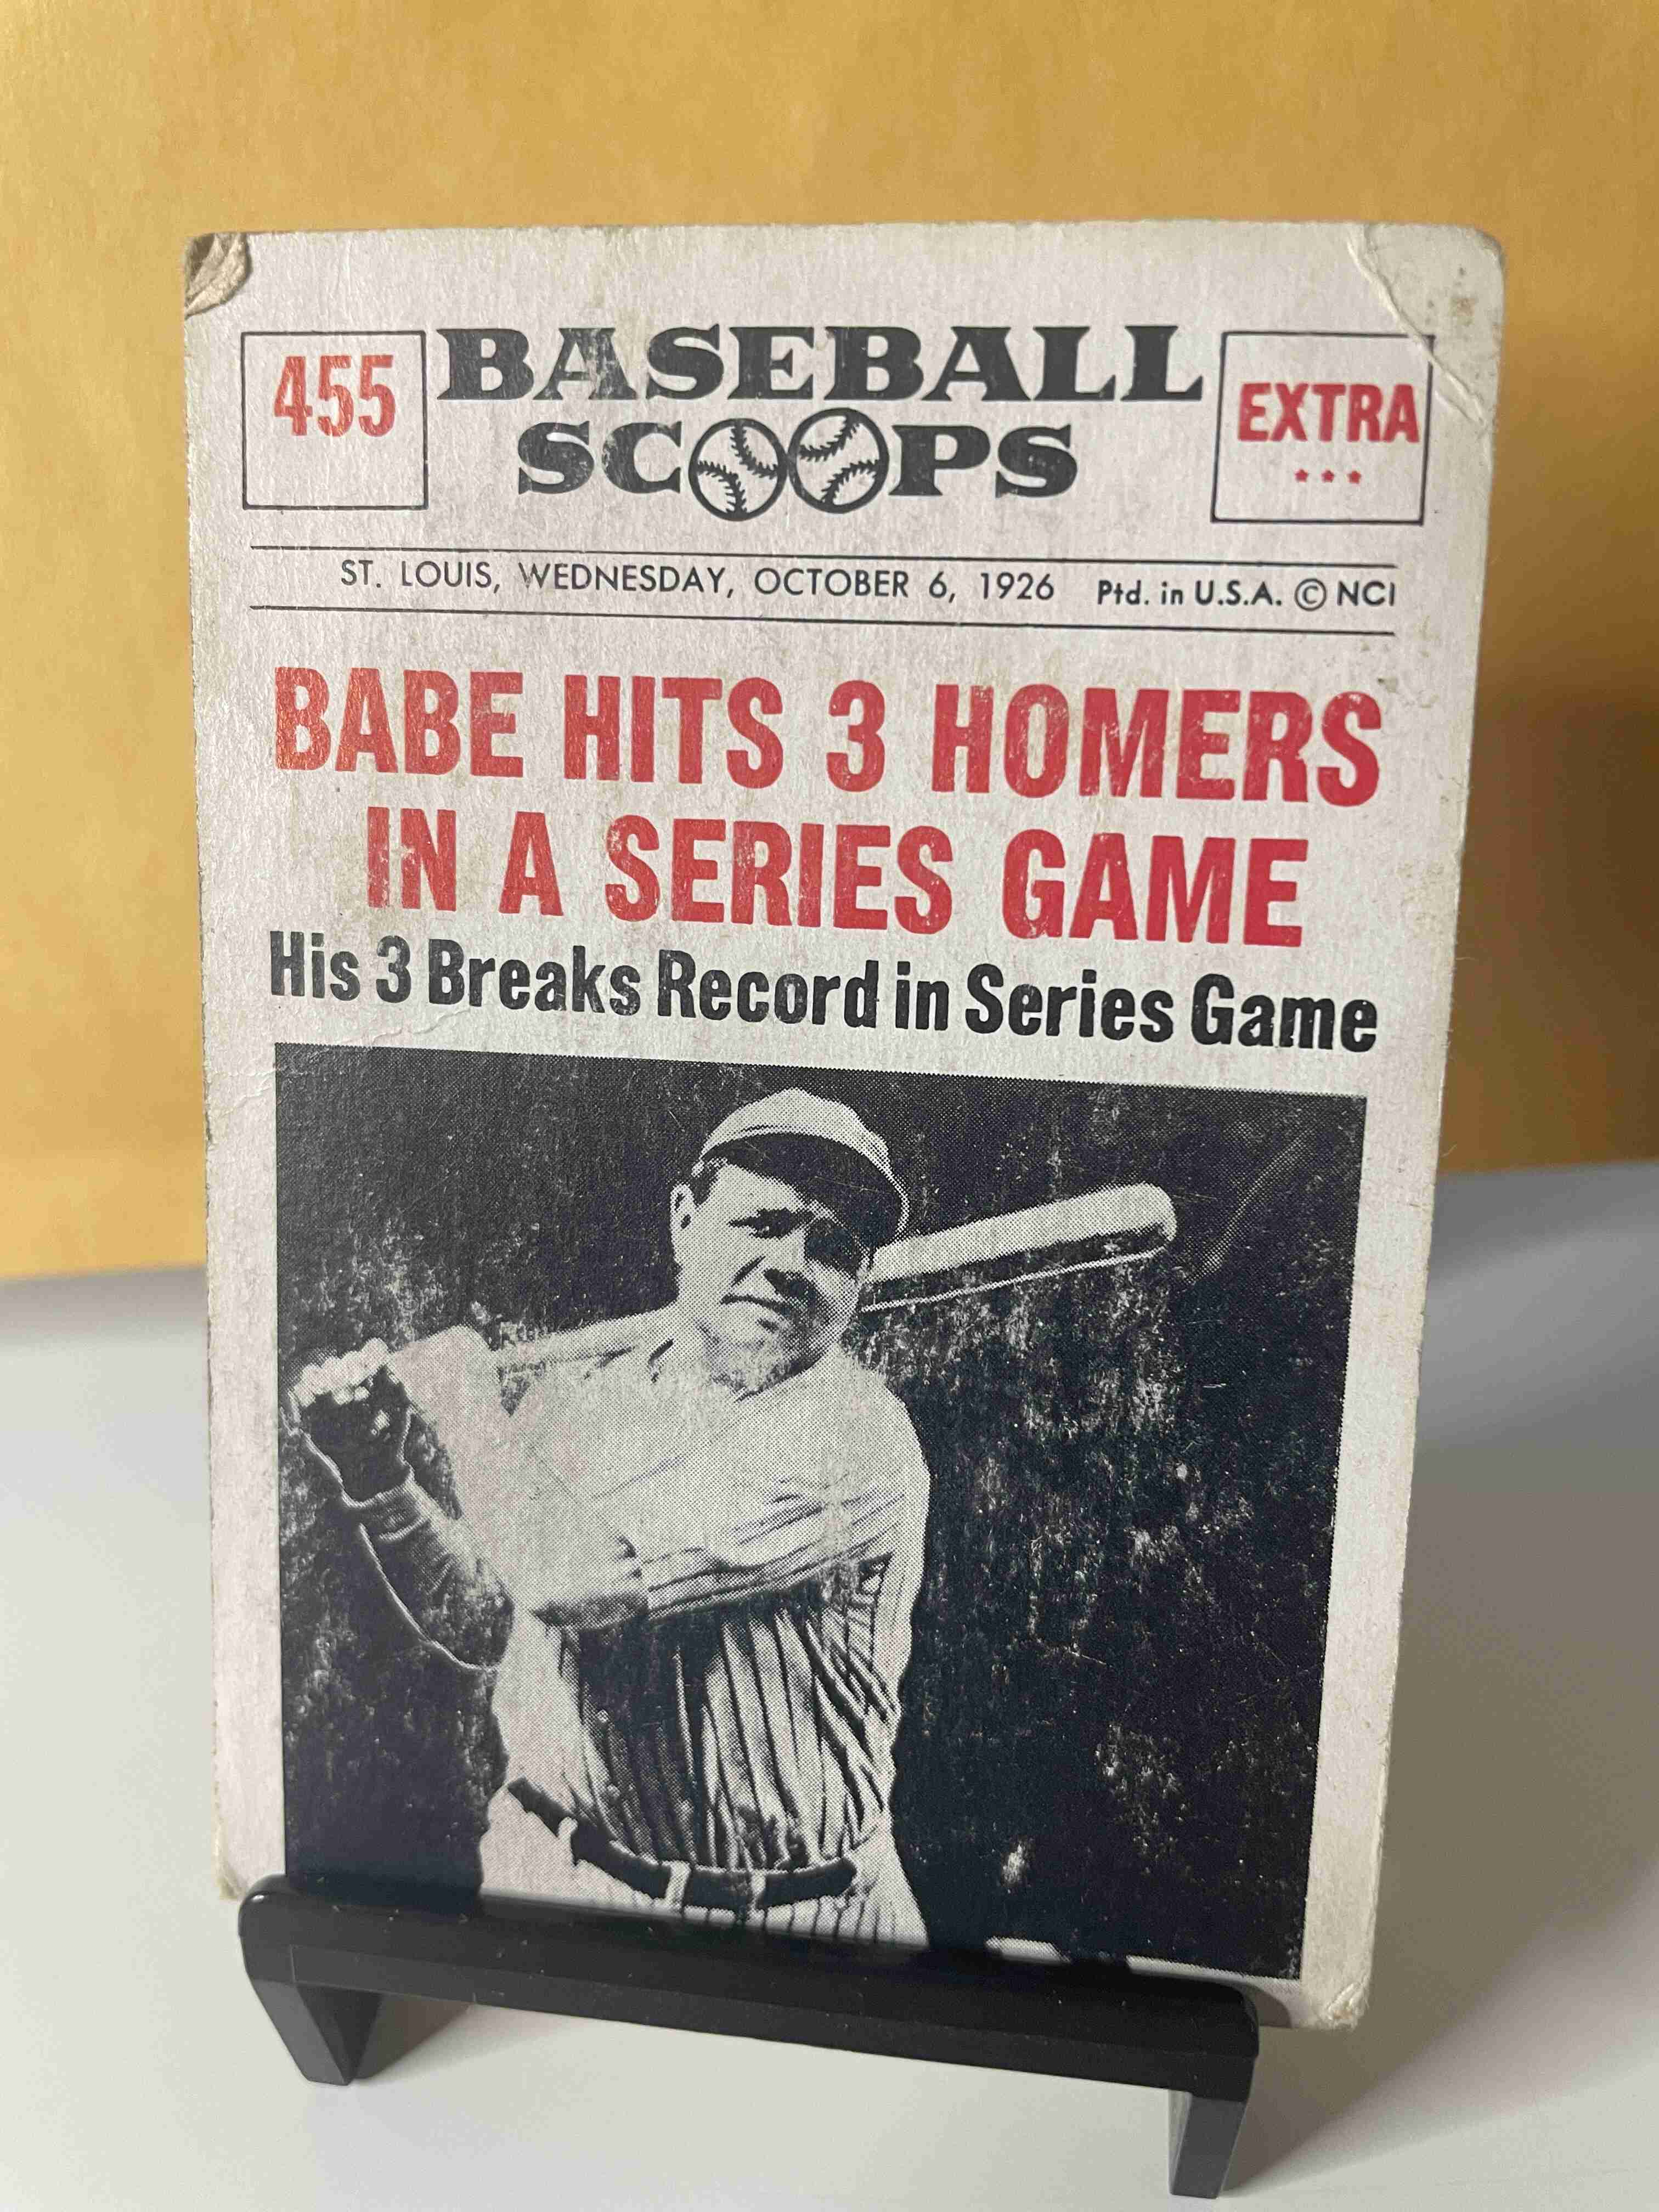 455
BASEBALL
SCOOPS
EXTRA
ST. LOUIS, WEDNESDAY, OCTOBER 6, 1926 Ptd. in U.S.A. © NCI
BABE HITS 3 HOMERS
IN A SERIES GAME
His 3 Breaks Record in Series Game